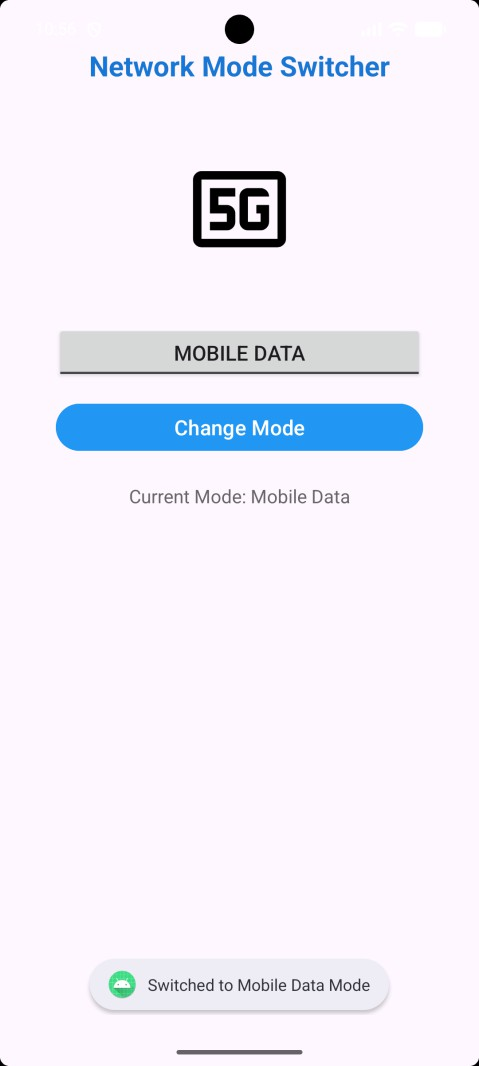 Network Mode Switcher
5G
MOBILE DATA
Change Mode
Current Mode: Mobile Data
Switched to Mobile Data Mode